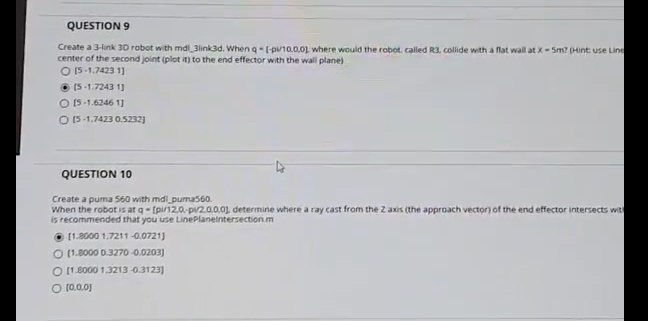 QUESTION 9
Create a 3-link 3D robot with mdl_3link3d. When q = [-pi/10,0,0], where would the robot, called R3, collide with a flat wall at X = 5m? (Hint: use Line
center of the second joint (plot it) to the end effector with the wall plane)
[5 -1.7423 1]
[5 -1.7243 1]
[5 -1.6246 1]
[5 -1.7423 0.5232]
QUESTION 10
Create a puma 560 with mdl_puma560.
When the robot is at q = [pi/12,0,-pi/2,0,0,0], determine where a ray cast from the Z axis (the approach vector) of the end effector intersects wit
is recommended that you use LinePlaneIntersection.m
[1.8000 1.7211 -0.0721]
[1.8000 0.3270 -0.0203]
[1.8000 1.3213 -0.3123]
[0,0,0]